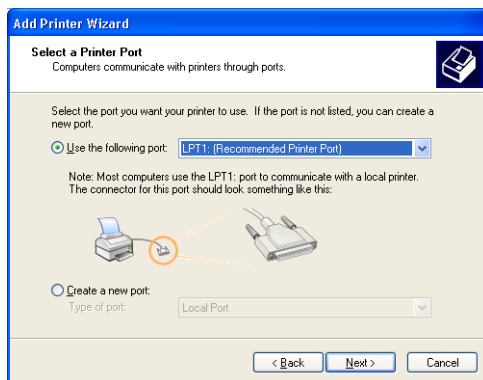 Add Printer Wizard
Select a Printer Port
Computers communicate with printers through ports.
Select the port you want your printer to use. If the port is not listed, you can create a
new port.
Use the following port: LPT1: (Recommended Printer Port)
Note: Most computers use the LPT1: port to communicate with a local printer.
The connector for this port should look something like this:
Create a new port:
Type of port: Local Port
< Back Next > Cancel